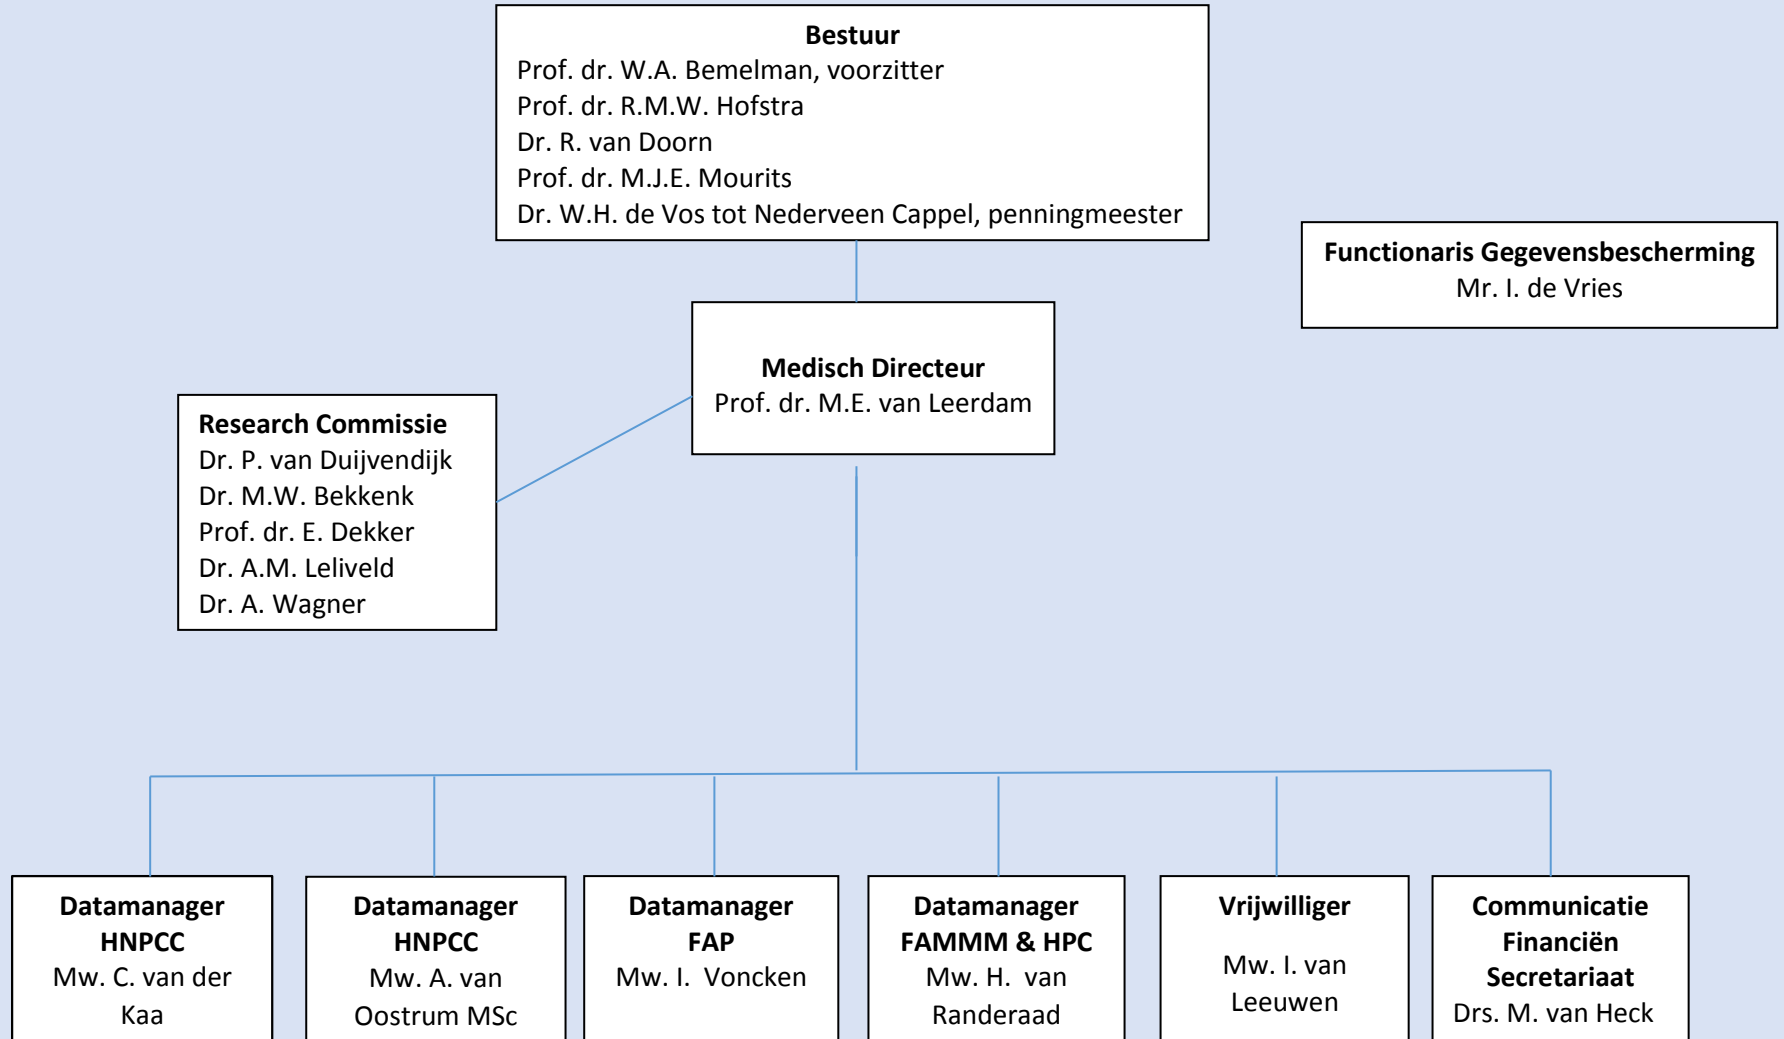 Bestuur
Prof. dr. W.A. Bemelman, voorzitter
Prof. dr. R.M.W. Hofstra
Dr. R. van Doorn
Prof. dr. M.J.E. Mourits
Dr. W.H. de Vos tot Nederveen Cappel, penningmeester
Functionaris Gegevensbescherming
Mr. I. de Vries
Medisch Directeur
Prof. dr. M.E. van Leerdam
Research Commissie
Dr. P. van Duijvendijk
Dr. M.W. Bekkenk
Prof. dr. E. Dekker
Dr. A.M. Leliveld
Dr. A. Wagner
Datamanager
HNPCC
Mw. C. van der
Kaa
Datamanager
HNPCC
Mw. A. van
Oostrum MSc
Datamanager
FAP
Mw. I. Voncken
Datamanager
FAMMM & HPC
Mw. H. van
Randeraad
Vrijwilliger
Mw. I. van
Leeuwen
Communicatie
Financiën
Secretariaat
Drs. M. van Heck